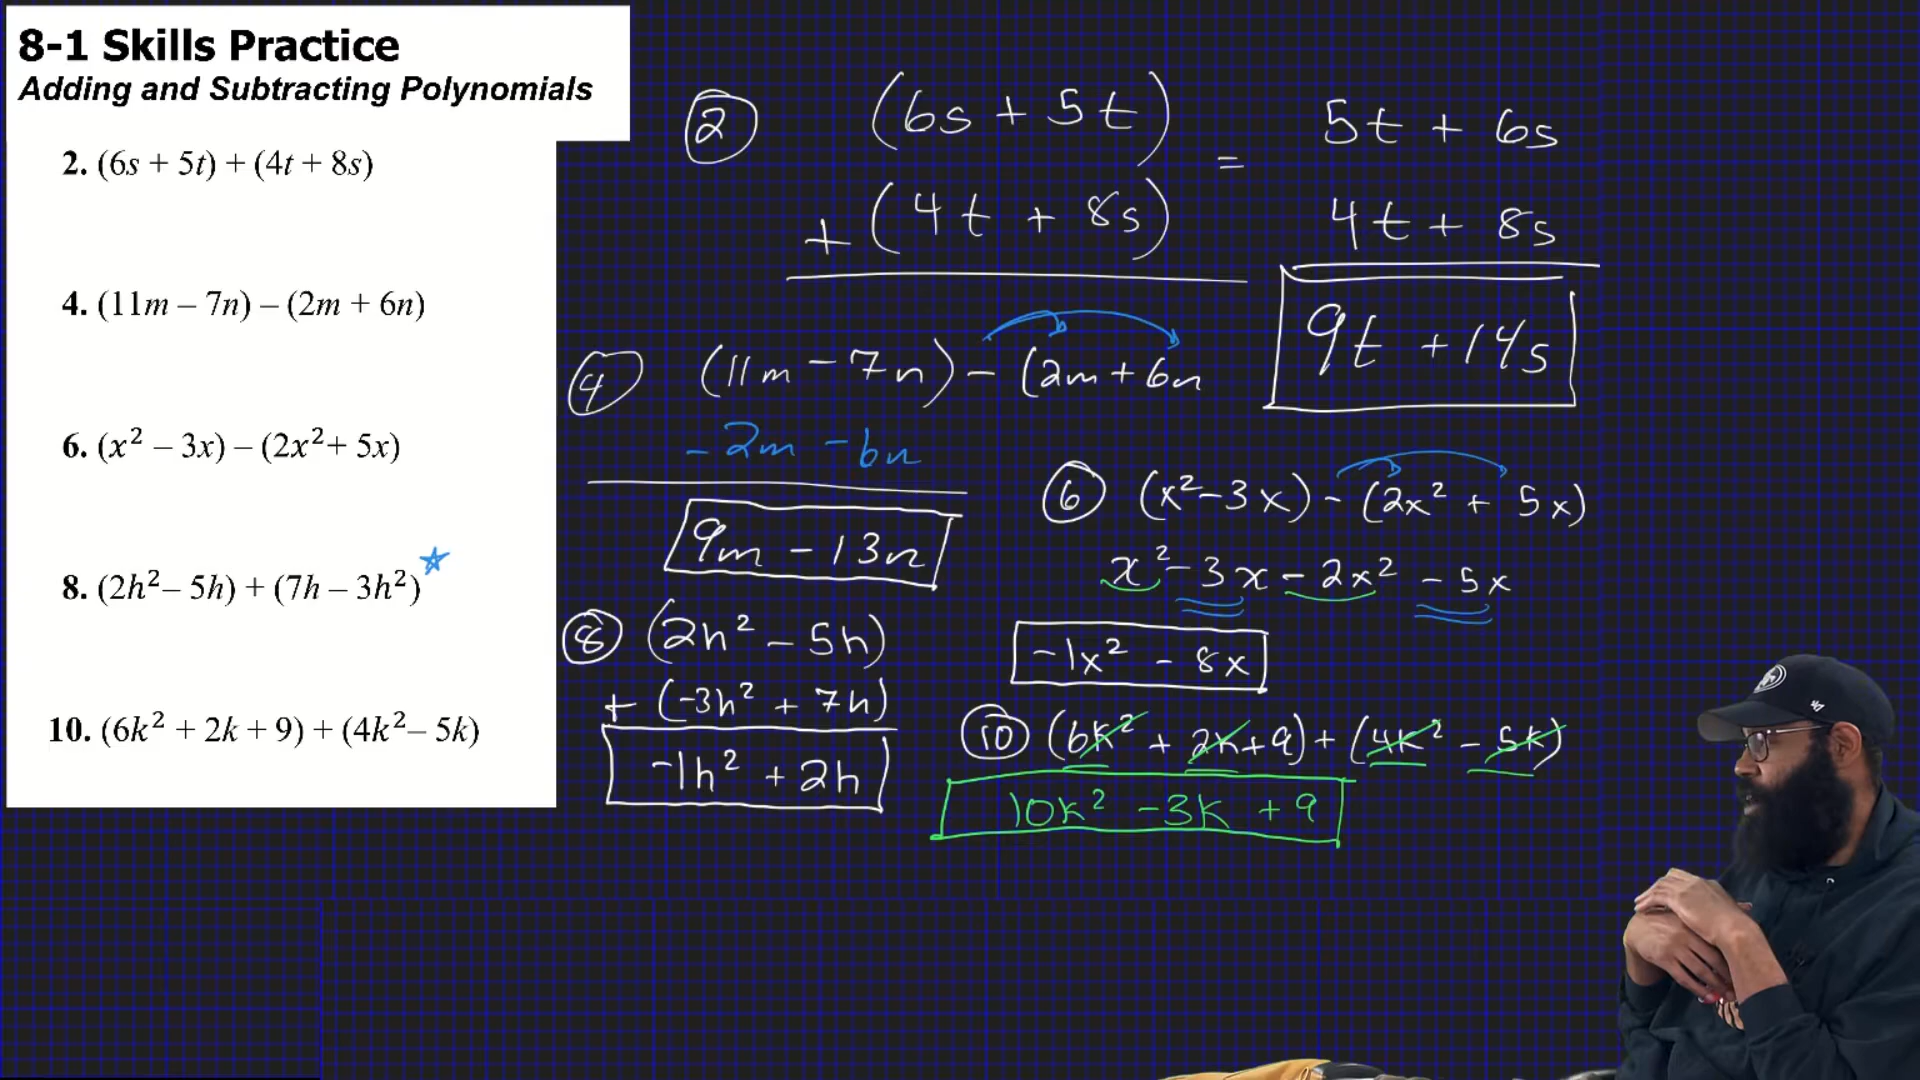 8-1 Skills Practice
Adding and Subtracting Polynomials
2. (6s + 5t) + (4t + 8s)
4. (11m – 7n) – (2m + 6n)
6. (x² – 3x) – (2x²+ 5x)
8. (2h²– 5h) + (7h – 3h²)
10. (6k² + 2k + 9) + (4k²– 5k)
② (6s + 5t) = 5t + 6s
+ (4t + 8s) 4t + 8s
9t + 14s
④ (11m - 7n) - (2m + 6n
- 2m - 6n
9m - 13n
⑥ (x² - 3x) - (2x² + 5x)
x² - 3x - 2x² - 5x
-1x² - 8x
⑧ (2h² - 5h)
+ (-3h² + 7h)
-1h² + 2h
⑩ (6k² + 2k + 9) + (4k² - 5k)
10k² - 3k + 9